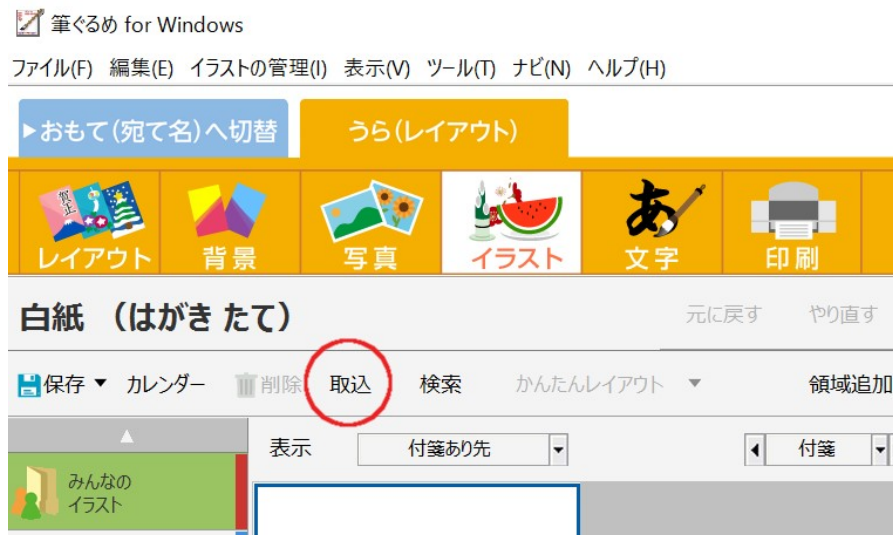 筆ぐるめ for Windows
ファイル(F) 編集(E) イラストの管理(I) 表示(V) ツール(T) ナビ(N) ヘルプ(H)
▶おもて(宛て名)へ切替 うら(レイアウト)
賀正 あ
レイアウト 背景 写真 イラスト 文字 印刷
白紙 (はがき たて) 元に戻す やり直す
保存 ▼ カレンダー 削除 取込 検索 かんたんレイアウト ▼ 領域追加
表示 付箋あり先 付箋
みんなの
イラスト